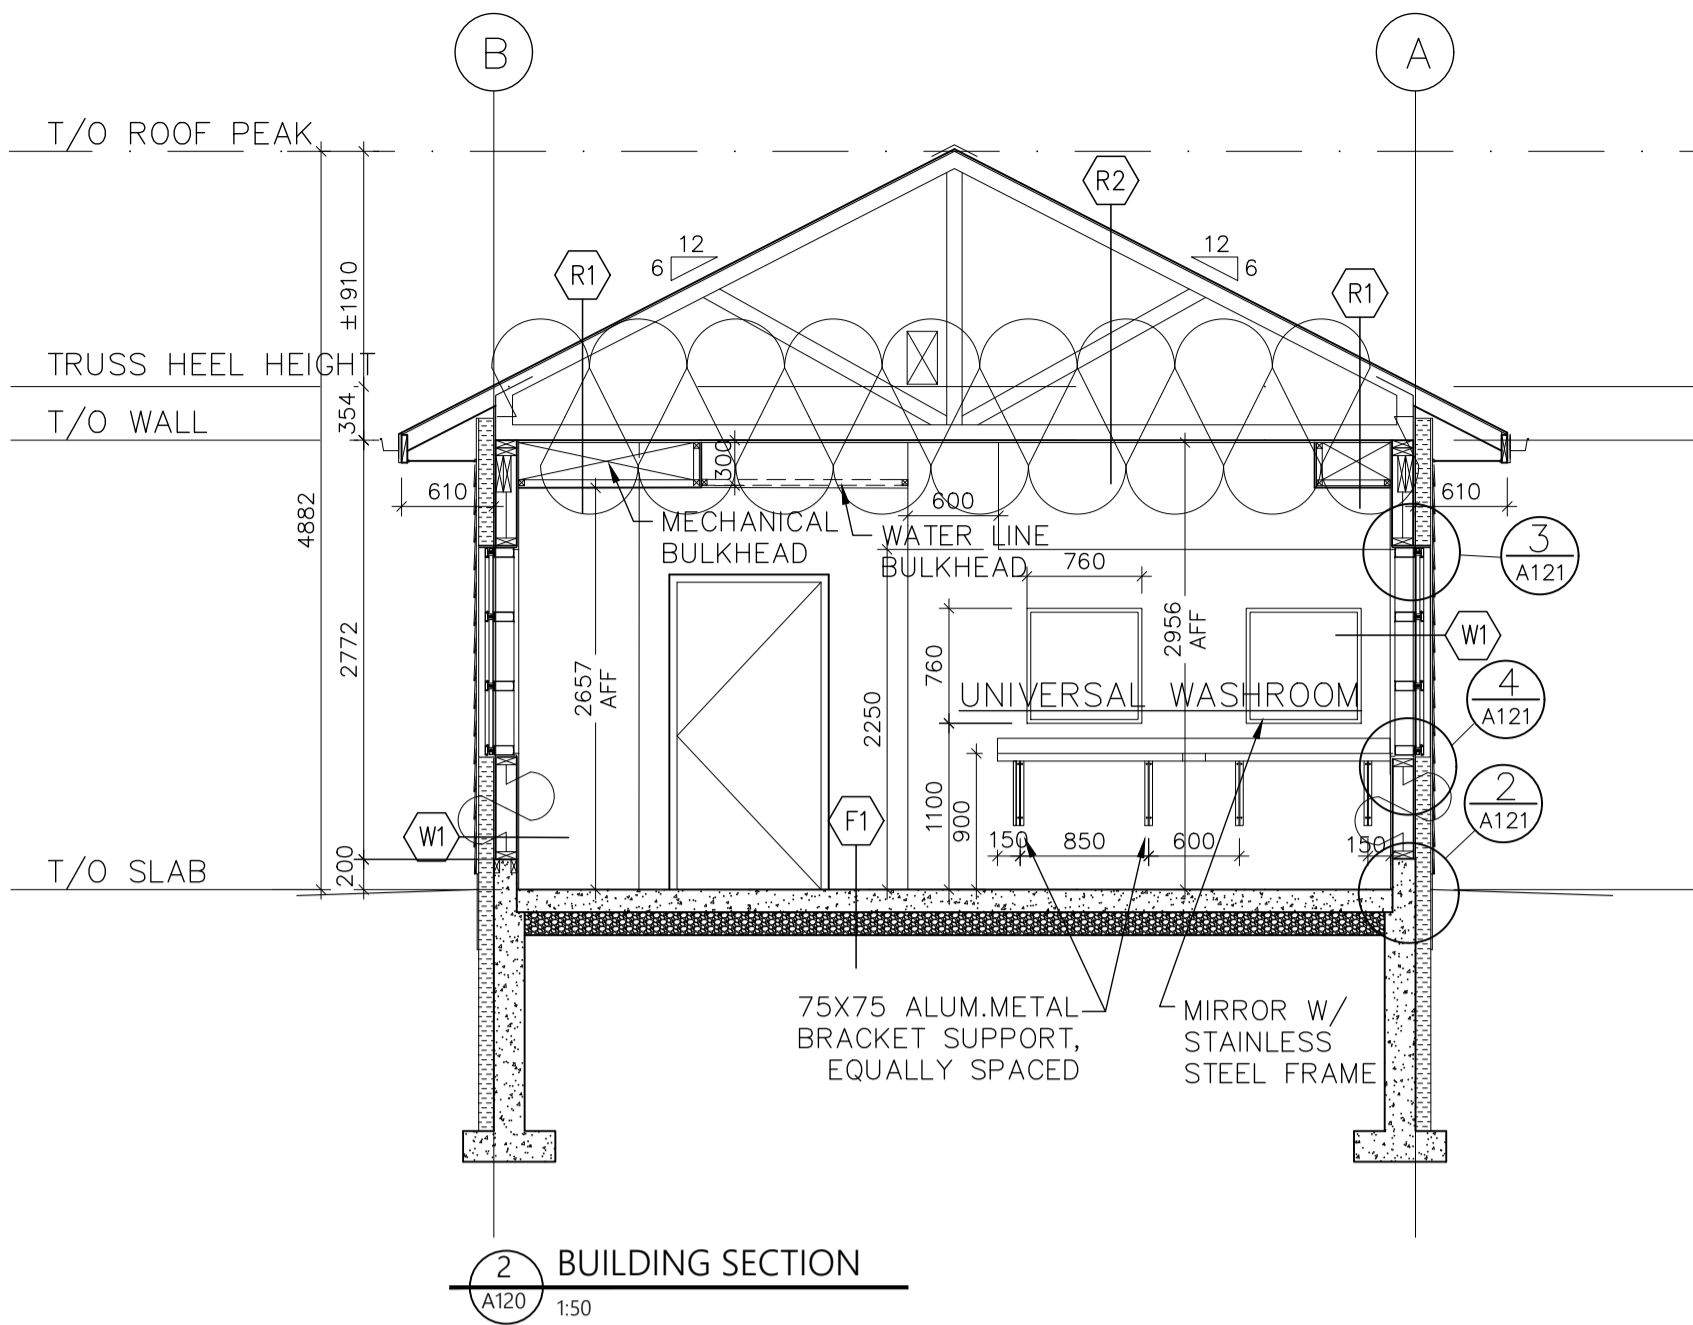 B
A
T/O ROOF PEAK
R2
12
6
12
6
R1
R1
±1910
TRUSS HEEL HEIGHT
354
T/O WALL
300
610
600
610
4882
MECHANICAL
BULKHEAD
WATER LINE
BULKHEAD
3
A121
760
2772
2657
AFF
2956
AFF
W1
760
2250
UNIVERSAL WASHROOM
4
A121
2
A121
1100
900
F1
W1
150
850
600
150
T/O SLAB
200
75X75 ALUM.METAL
BRACKET SUPPORT,
EQUALLY SPACED
MIRROR W/
STAINLESS
STEEL FRAME
2
A120
BUILDING SECTION
1:50